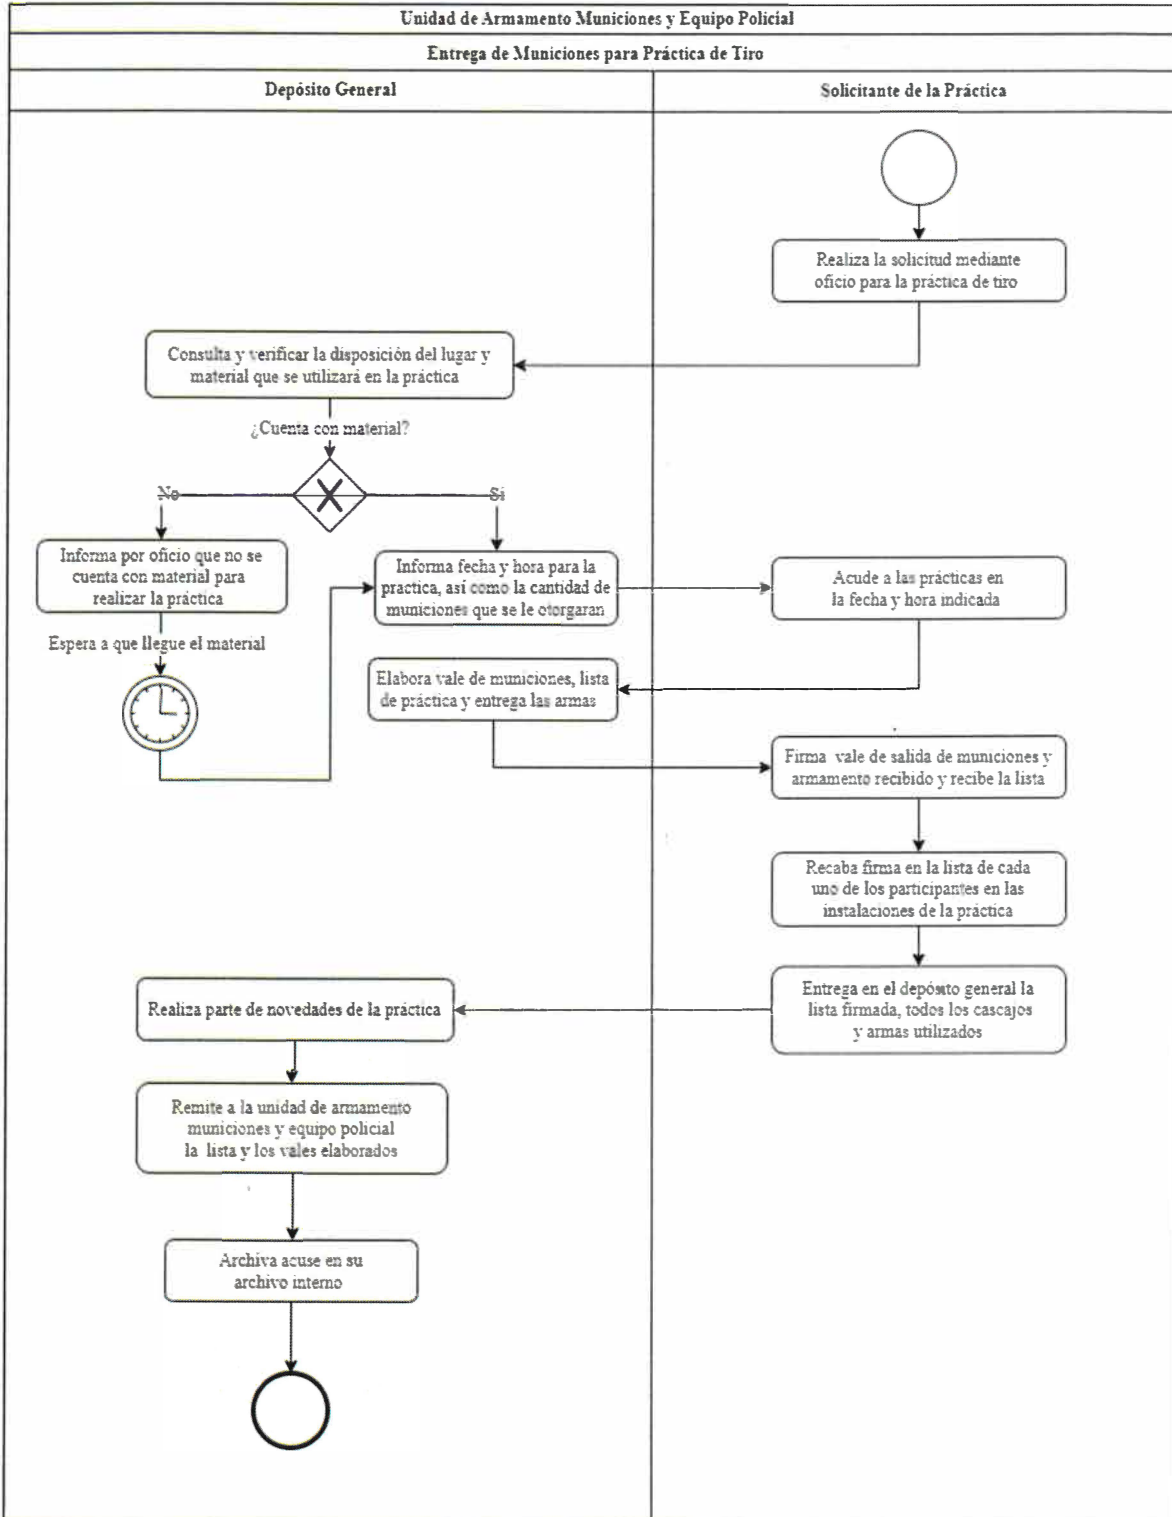 Unidad de Armamento Municiones y Equipo Policial
Entrega de Municiones para Práctica de Tiro
Depósito General
Solicitante de la Práctica
Realiza la solicitud mediante
oficio para la práctica de tiro
Consulta y verificar la disposición del lugar y
material que se utilizará en la práctica
¿Cuenta con material?
No
Si
Informa por oficio que no se
cuenta con material para
realizar la práctica
Informa fecha y hora para la
practica, así como la cantidad de
municiones que se le otorgaran
Acude a las prácticas en
la fecha y hora indicada
Espera a que llegue el material
Elabora vale de municiones, lista
de práctica y entrega las armas
Firma vale de salida de municiones y
armamento recibido y recibe la lista
Recaba firma en la lista de cada
uno de los participantes en las
instalaciones de la práctica
Entrega en el depósito general la
lista firmada, todos los cascajos
y armas utilizados
Realiza parte de novedades de la práctica
Remite a la unidad de armamento
municiones y equipo policial
la lista y los vales elaborados
Archiva acuse en su
archivo interno